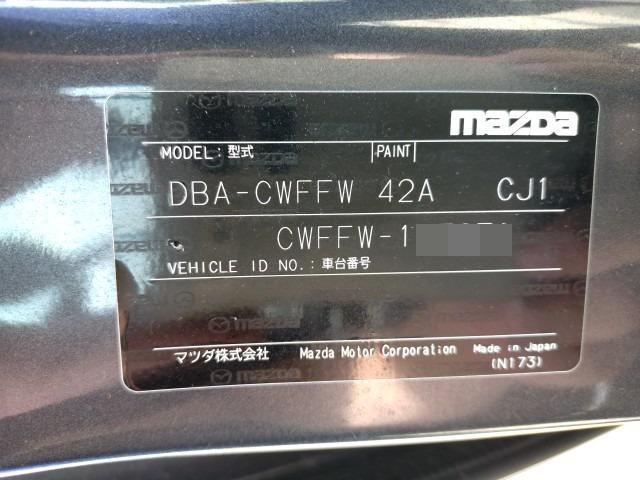 mazda
MODEL:型式 PAINT
DBA-CWFFW 42A CJ1
CWFFW-1
VEHICLE ID NO.:車台番号
マツダ株式会社 Mazda Motor Corporation Made in Japan
(N173)